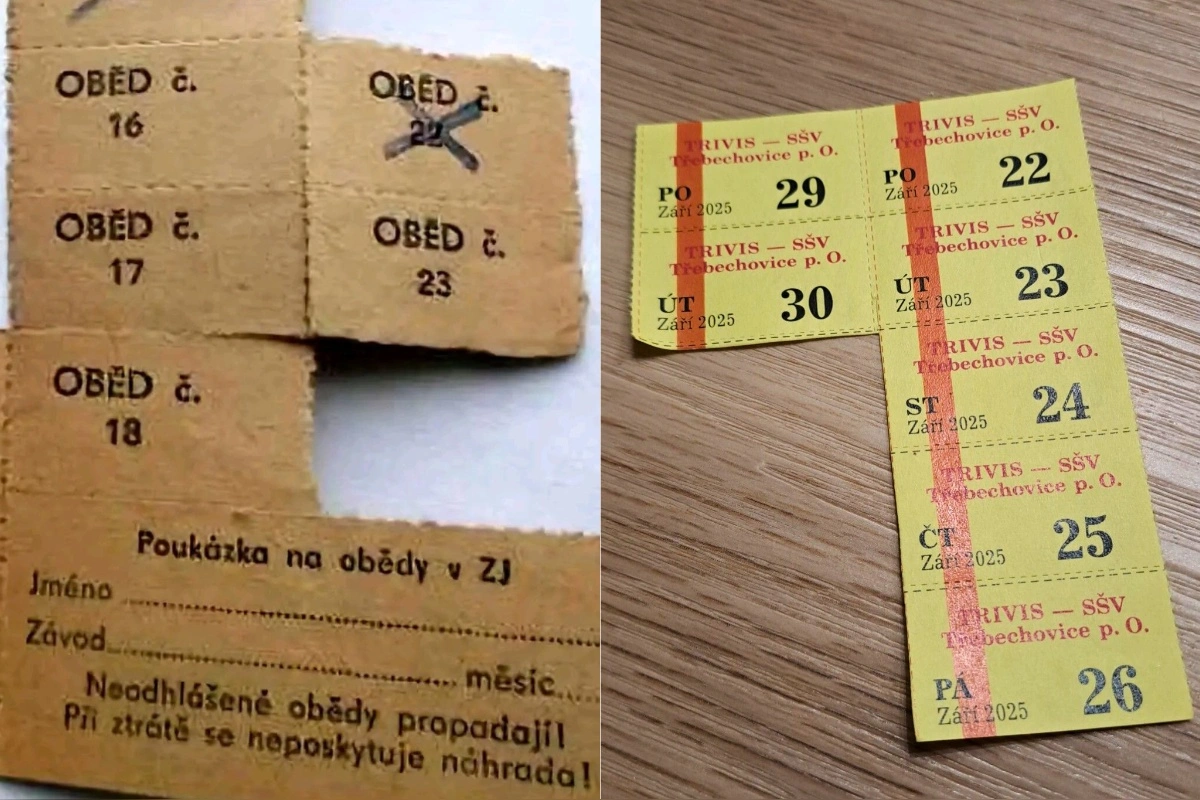 OBĚD č.
16
OBĚD č.
22
OBĚD č.
17
OBĚD č.
23
OBĚD č.
18
Poukázka na obědy v ZJ
Jméno
Závod měsíc
Neodhlášené obědy propadají!
Při ztrátě se neposkytuje náhrada!
TRIVIS — SŠV
Třebechovice p. O.
PO
29
Září 2025
TRIVIS — SŠV
Třebechovice p. O.
ÚT
30
Září 2025
TRIVIS — SŠV
Třebechovice p. O.
PO
22
Září 2025
TRIVIS — SŠV
Třebechovice p. O.
ÚT
23
Září 2025
TRIVIS — SŠV
Třebechovice p. O.
ST
24
Září 2025
TRIVIS — SŠV
Třebechovice p. O.
ČT
25
Září 2025
TRIVIS — SŠV
Třebechovice p. O.
PÁ
26
Září 2025